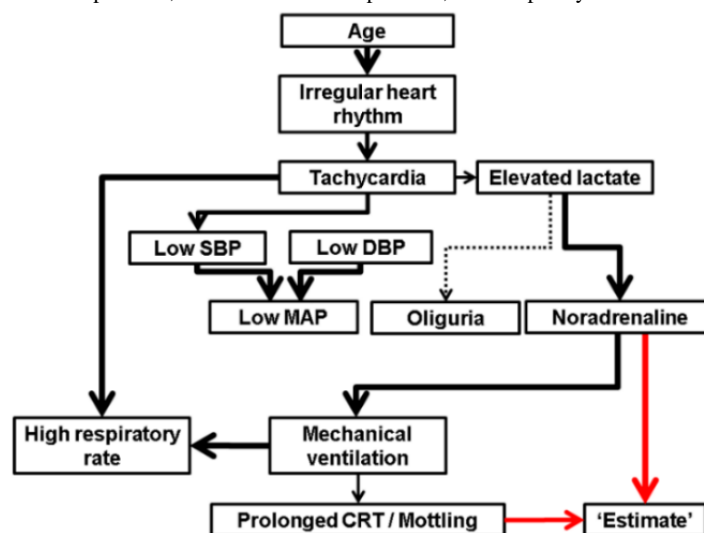 Age
Irregular heart
rhythm
Tachycardia
Elevated lactate
Low SBP
Low DBP
Low MAP
Oliguria
Noradrenaline
High respiratory
rate
Mechanical
ventilation
Prolonged CRT / Mottling
‘Estimate’